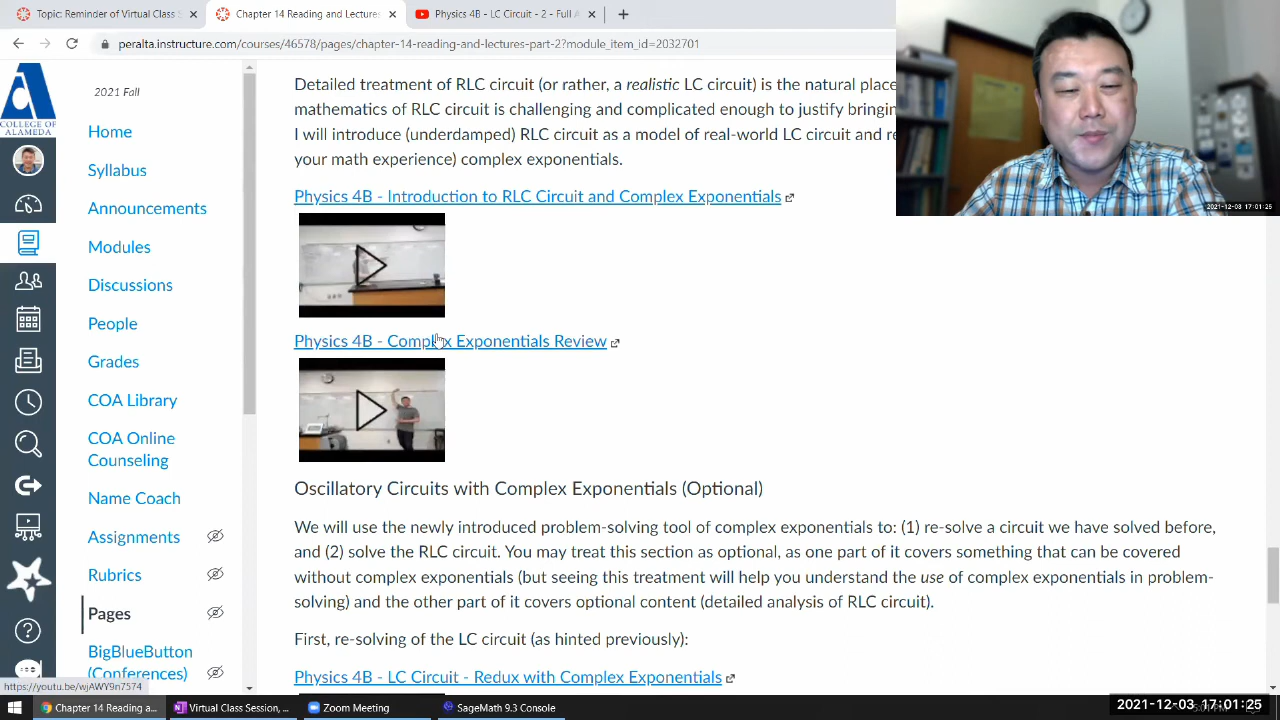 Topic: Reminder of Virtual Class S
Chapter 14 Reading and Lectures
Physics 4B - LC Circuit - 2 - Full A
peralta.instructure.com/courses/46578/pages/chapter-14-reading-and-lectures-part-2?module_item_id=2032701
COLLEGE OF
ALAMEDA
2021 Fall
Home
Syllabus
Announcements
Modules
Discussions
People
Grades
COA Library
COA Online
Counseling
Name Coach
Assignments
Rubrics
Pages
BigBlueButton
(Conferences)
Detailed treatment of RLC circuit (or rather, a realistic LC circuit) is the natural place
mathematics of RLC circuit is challenging and complicated enough to justify bringin
I will introduce (underdamped) RLC circuit as a model of real-world LC circuit and re
your math experience) complex exponentials.
Physics 4B - Introduction to RLC Circuit and Complex Exponentials
Physics 4B - Complex Exponentials Review
Oscillatory Circuits with Complex Exponentials (Optional)
We will use the newly introduced problem-solving tool of complex exponentials to: (1) re-solve a circuit we have solved before,
and (2) solve the RLC circuit. You may treat this section as optional, as one part of it covers something that can be covered
without complex exponentials (but seeing this treatment will help you understand the use of complex exponentials in problem-
solving) and the other part of it covers optional content (detailed analysis of RLC circuit).
First, re-solving of the LC circuit (as hinted previously):
Physics 4B - LC Circuit - Redux with Complex Exponentials
2021-12-03 17:01:25
https://youtu.be/wjAWY9n7574
Chapter 14 Reading a...
Virtual Class Session, ...
Zoom Meeting
SageMath 9.3 Console
2021-12-03 17:01:25